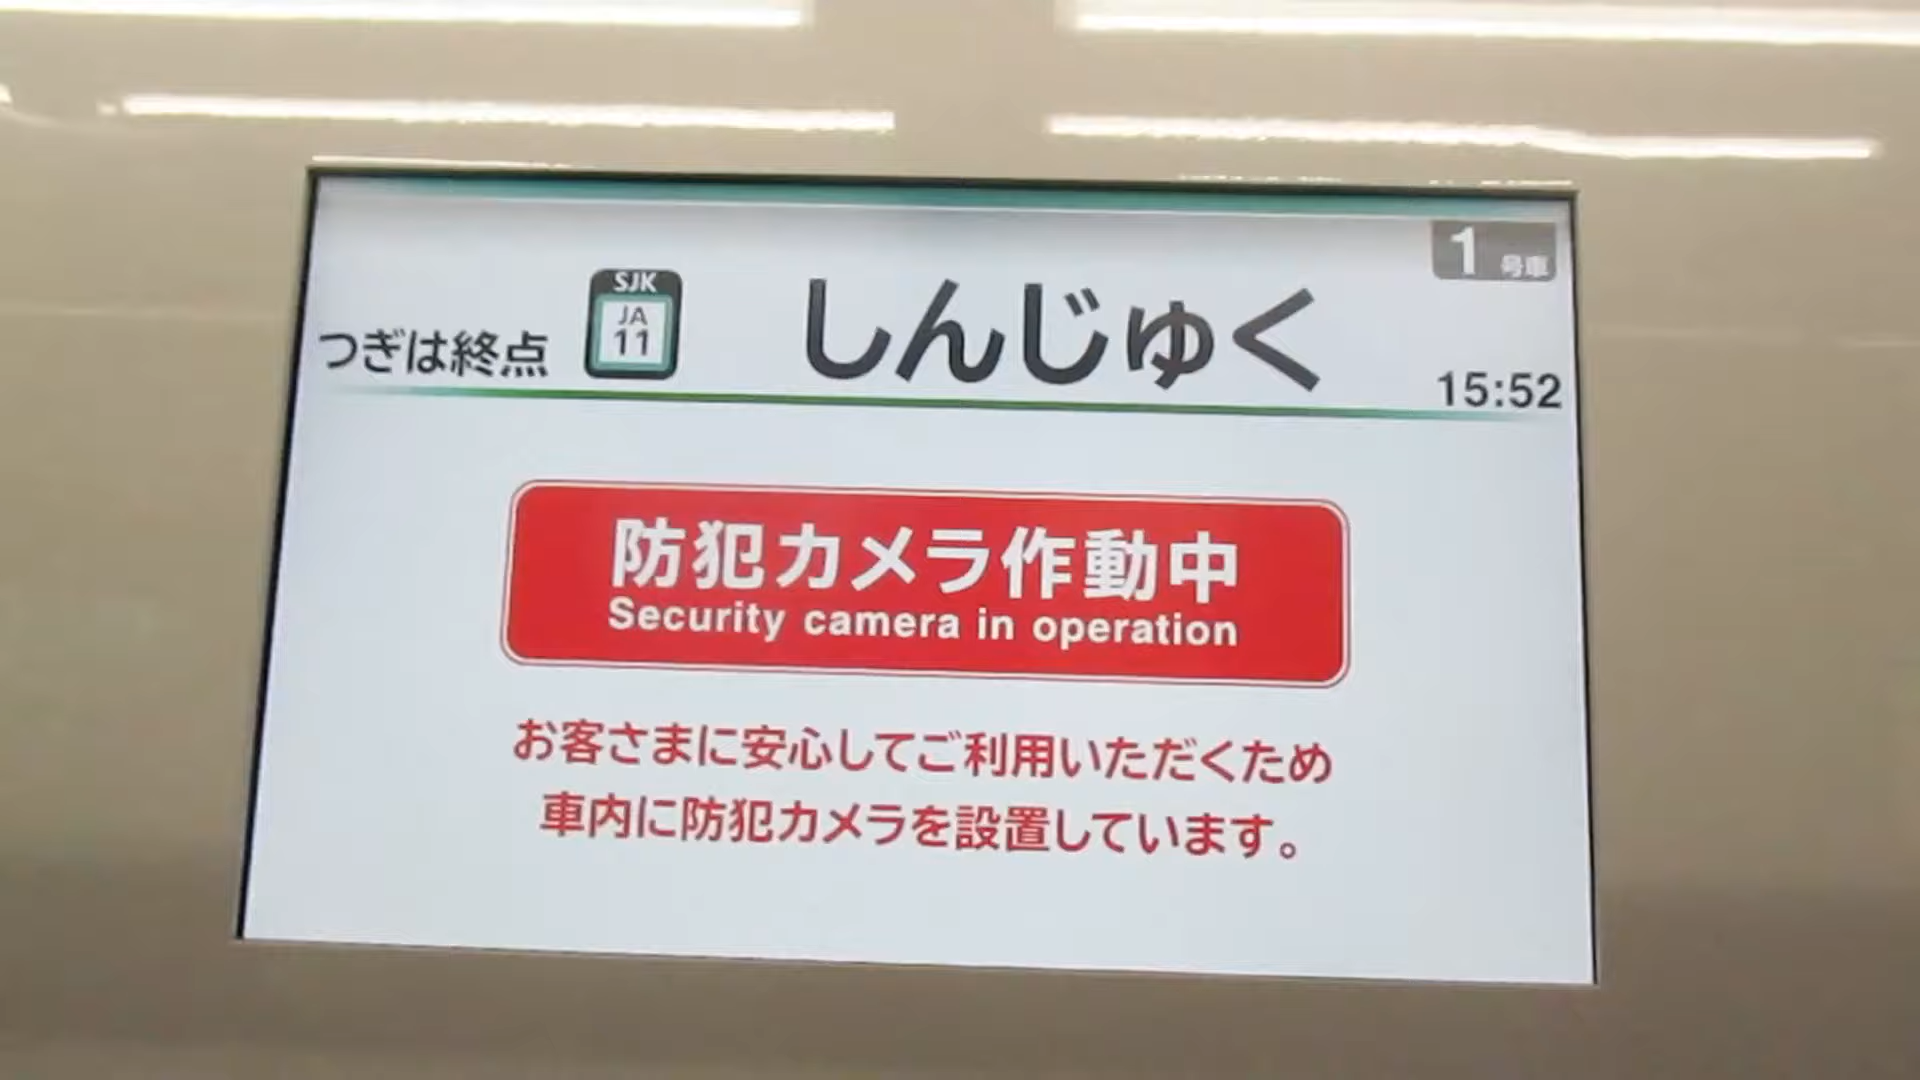 1号車
つぎは終点
SJK
JA
11
しんじゅく
15:52
防犯カメラ作動中
Security camera in operation
お客さまに安心してご利用いただくため
車内に防犯カメラを設置しています。